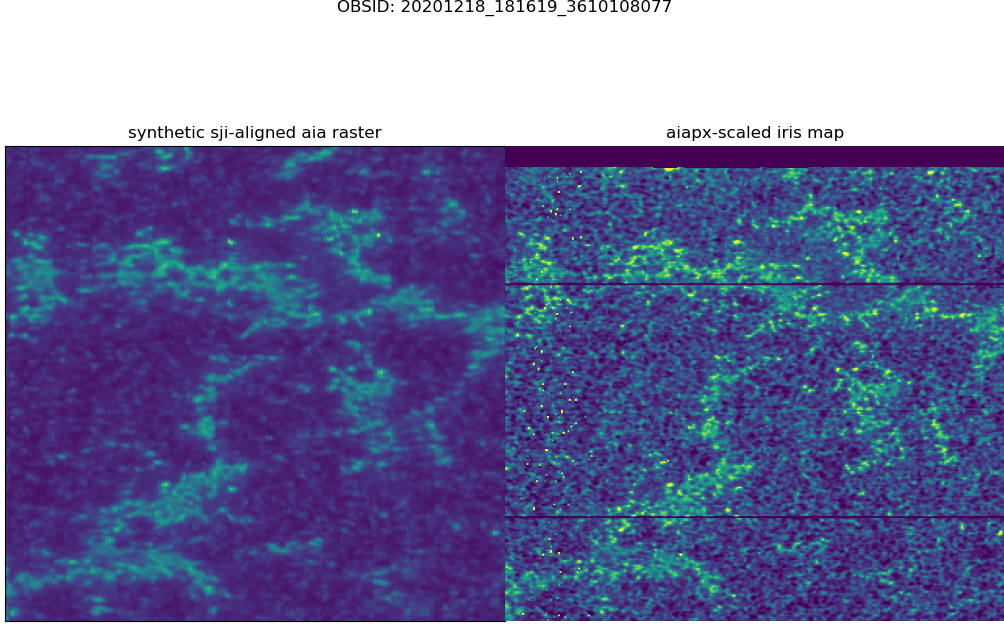 OBSID: 20201218_181619_3610108077
synthetic sji-aligned aia raster
aiapx-scaled iris map